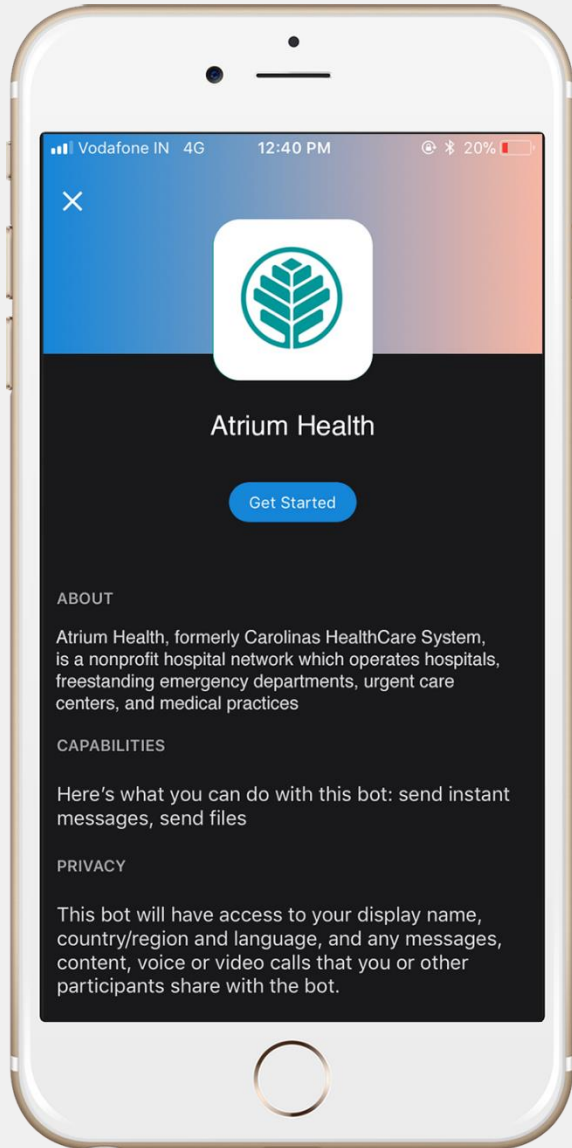 Vodafone IN 4G 12:40 PM 20%
Atrium Health
Get Started
ABOUT
Atrium Health, formerly Carolinas HealthCare System,
is a nonprofit hospital network which operates hospitals,
freestanding emergency departments, urgent care
centers, and medical practices
CAPABILITIES
Here's what you can do with this bot: send instant
messages, send files
PRIVACY
This bot will have access to your display name,
country/region and language, and any messages,
content, voice or video calls that you or other
participants share with the bot.